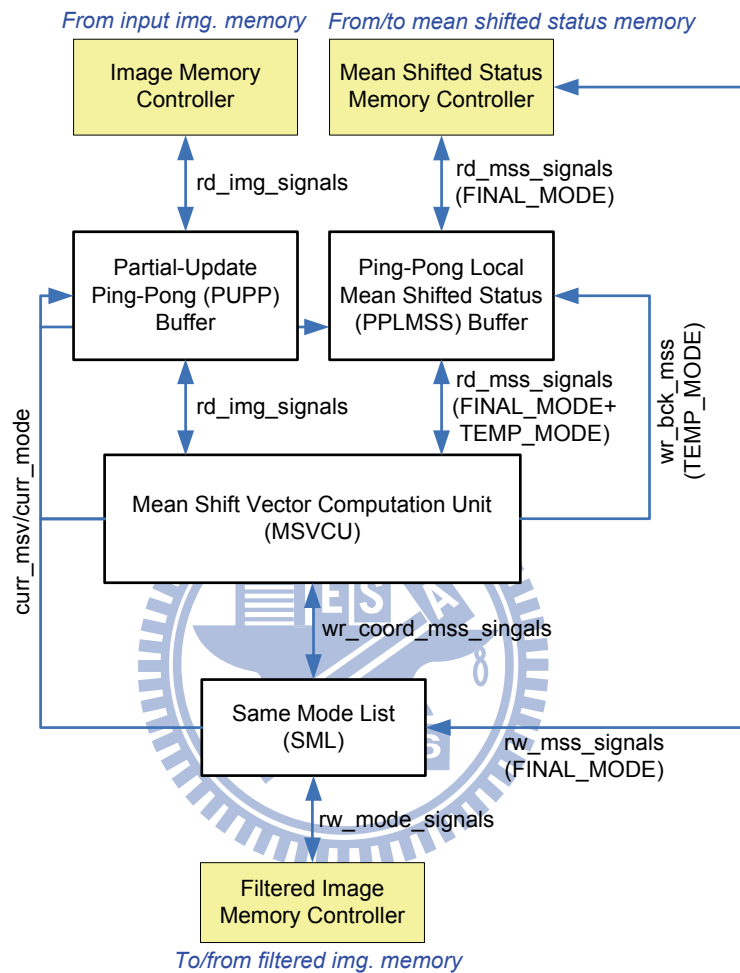 From input img. memory
From/to mean shifted status memory
Image Memory
Controller
Mean Shifted Status
Memory Controller
rd_img_signals
rd_mss_signals
(FINAL_MODE)
Partial-Update
Ping-Pong (PUPP)
Buffer
Ping-Pong Local
Mean Shifted Status
(PPLMSS) Buffer
rd_img_signals
rd_mss_signals
(FINAL_MODE+
TEMP_MODE)
wr_bck_mss
(TEMP_MODE)
curr_msv/curr_mode
Mean Shift Vector Computation Unit
(MSVCU)
E S A
wr_coord_mss_singals
Same Mode List
(SML)
S
rw_mss_signals
(FINAL_MODE)
rw_mode_signals
Filtered Image
Memory Controller
To/from filtered img. memory